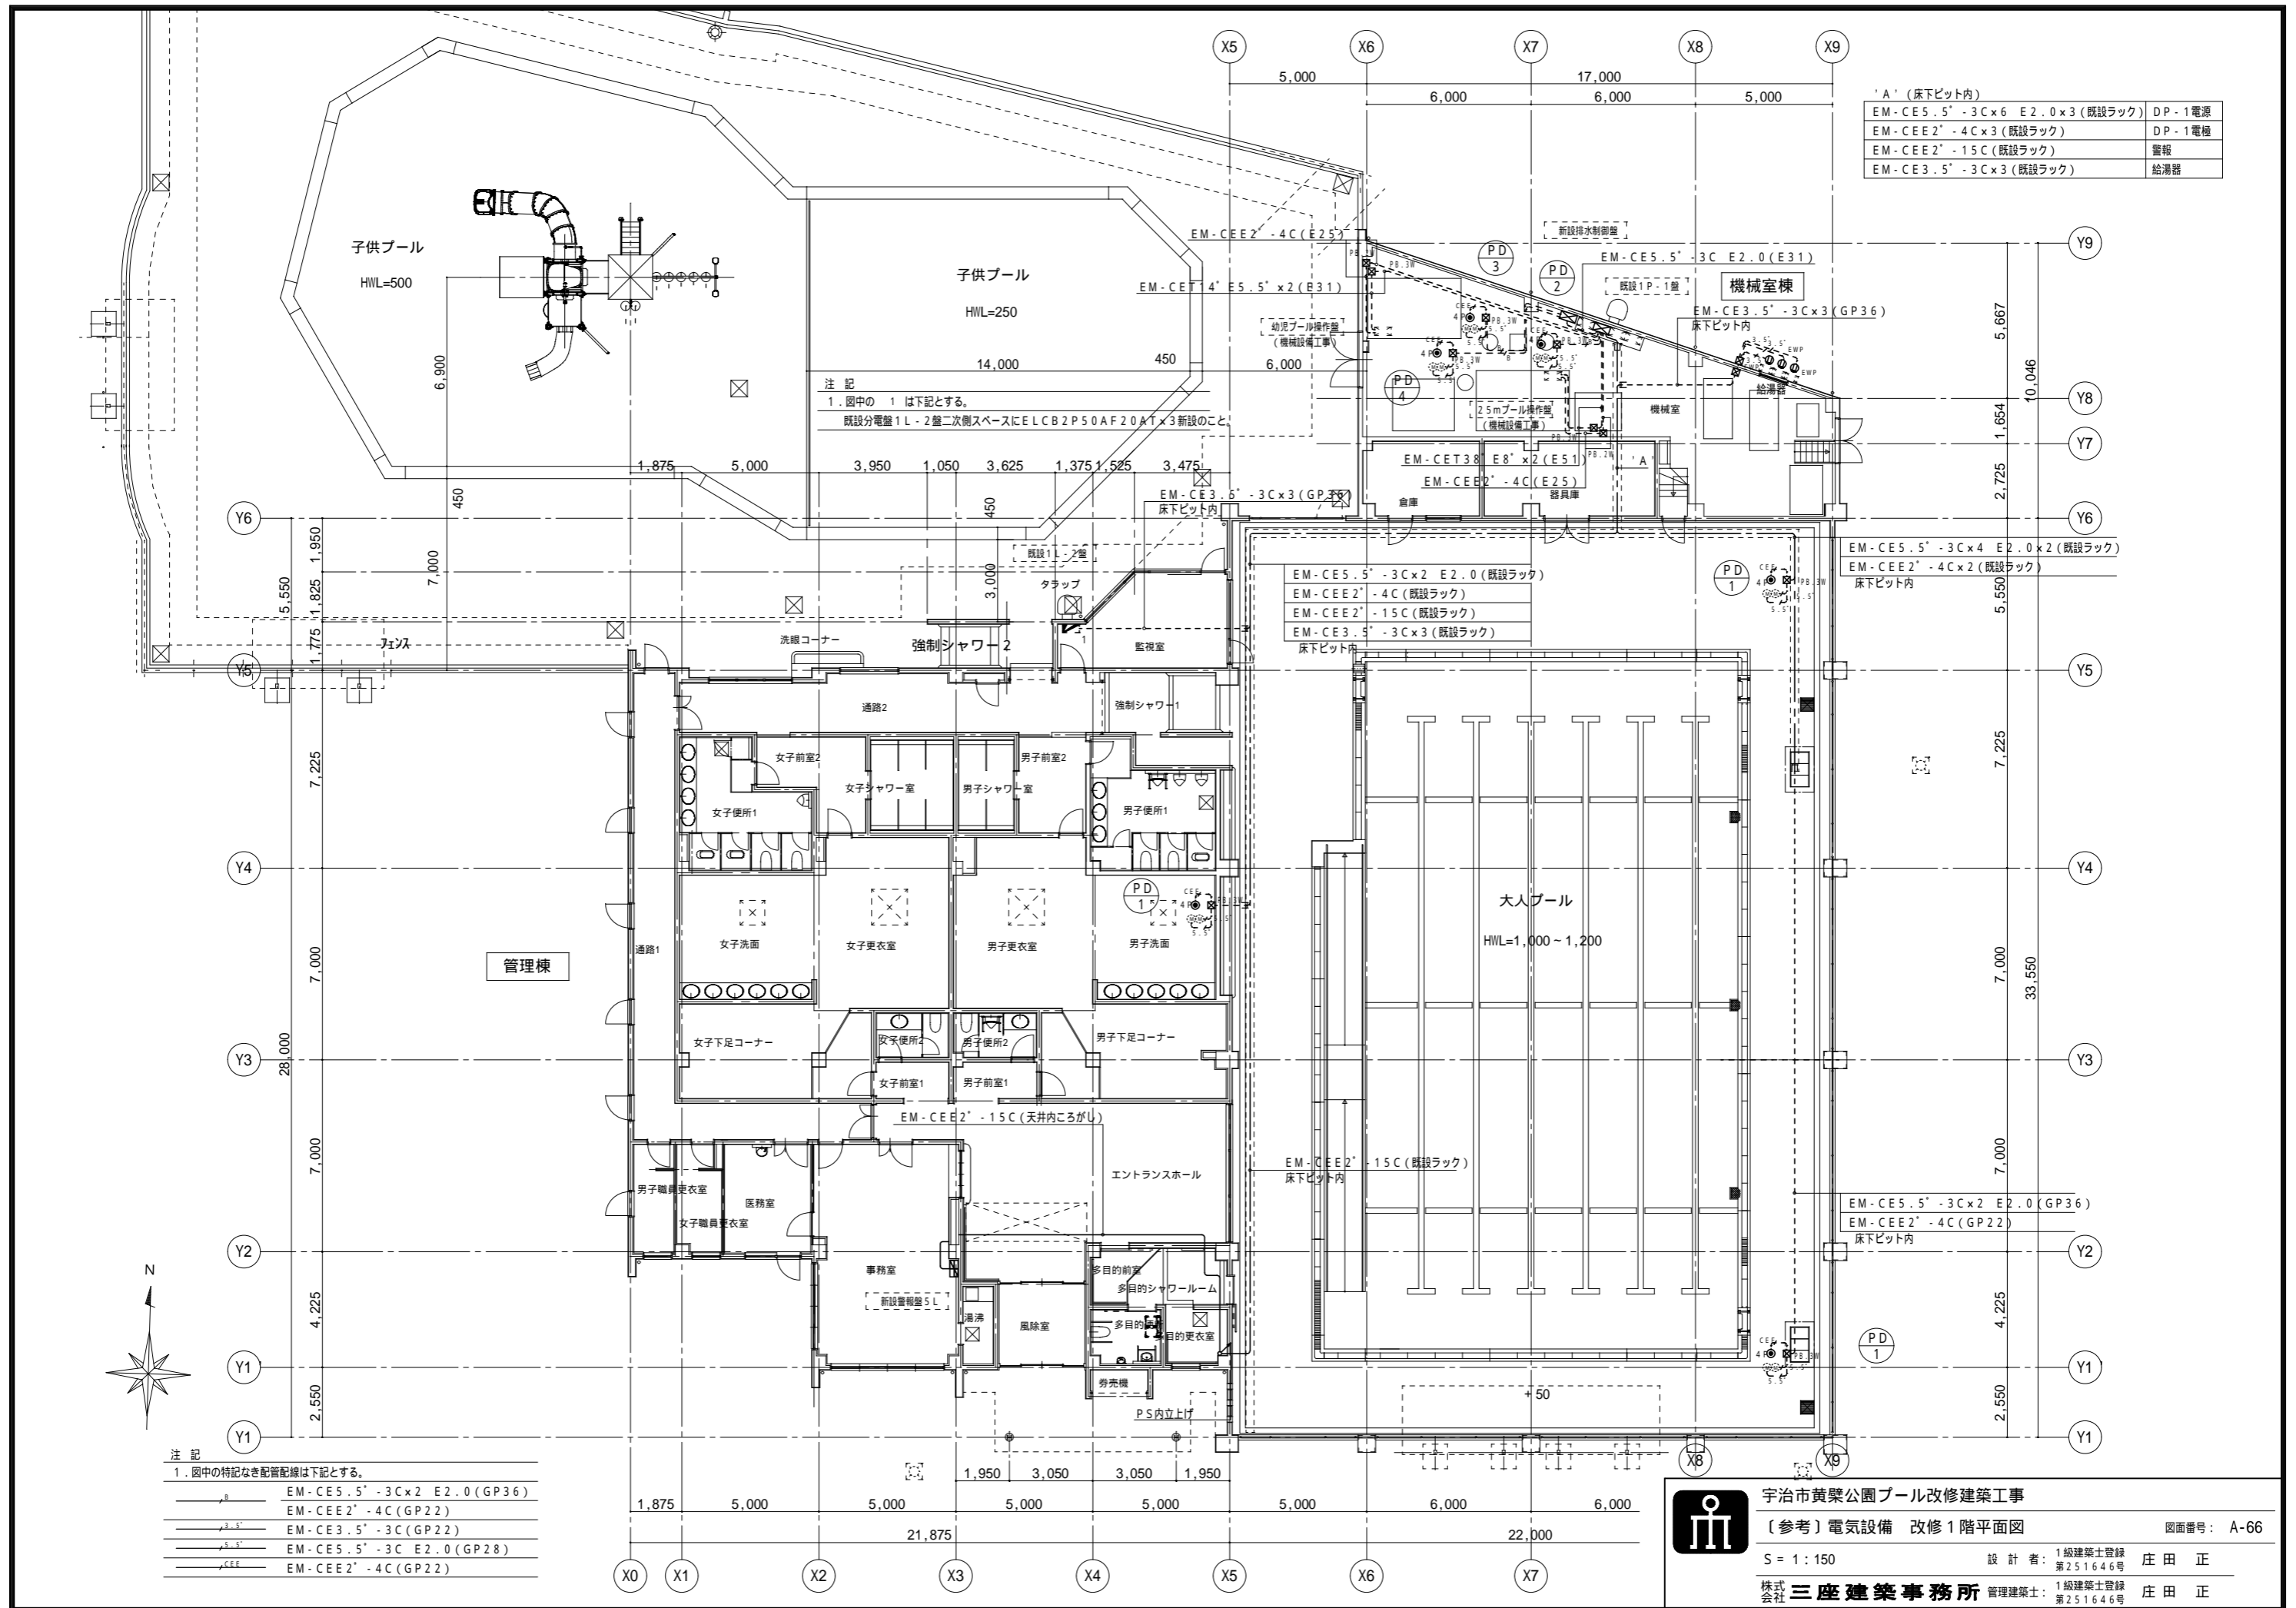 X5
X6
X7
X8
X9
5,000
17,000
6,000
6,000
5,000
'A' (床下ピット内)
EM-CE5.5゜-3C×6 E2.0×3(既設ラック) DP-1電源
EM-CEE2゜-4C×3(既設ラック) DP-1電極
EM-CEE2゜-15C(既設ラック) 警報
EM-CE3.5゜-3C×3(既設ラック) 給湯器
子供プール
HWL=500
子供プール
HWL=250
6,900
14,000
450
6,000
注 記
1.図中の 1 は下記とする。
既設分電盤1L-2盤二次側スペースにELCB2P50AF20AT×3新設のこと。
EM-CEE2゜-4C(E25)
EM-CET14゜E5.5゜×2(E31)
新設排水制御盤
PD
3
PD
2
EM-CE5.5゜-3C E2.0(E31)
既設1P-1盤
機械室棟
EM-CE3.5゜-3C×3(GP36)
床下ピット内
幼児プール操作盤
(機械設備工事)
PD
4
25mプール操作盤
(機械設備工事)
機械室
給湯器
EM-CET38゜E8゜×2(E51)
EM-CEE2゜-4C(E25)
'A'
倉庫
器具庫
Y9
5,667
10,046
Y8
1,654
Y7
2,725
Y6
1,875
5,000
3,950
1,050
3,625
1,375
1,525
3,475
450
450
7,000
3,000
EM-CE3.5゜-3C×3(GP36)
床下ピット内
既設1L-2盤
タラップ
Y6
1,950
1,825
1,775
5,550
フェンス
Y5
洗眼コーナー
強制シャワー2
監視室
EM-CE5.5゜-3C×2 E2.0(既設ラック)
EM-CEE2゜-4C(既設ラック)
EM-CEE2゜-15C(既設ラック)
EM-CE3.5゜-3C×3(既設ラック)
床下ピット内
PD
1
EM-CE5.5゜-3C×4 E2.0×2(既設ラック)
EM-CEE2゜-4C×2(既設ラック)
床下ピット内
5,550
Y5
通路2
強制シャワー1
女子前室2
女子シャワー室
男子シャワー室
男子前室2
女子便所1
男子便所1
7,225
7,225
Y4
Y4
PD
1
大人プール
HWL=1,000~1,200
通路1
女子洗面
女子更衣室
男子更衣室
男子洗面
管理棟
7,000
28,000
7,000
33,550
女子下足コーナー
女子便所2
男子便所2
男子下足コーナー
Y3
Y3
女子前室1
男子前室1
EM-CEE2゜-15C(天井内ころがし)
7,000
7,000
エントランスホール
EM-CEE2゜-15C(既設ラック)
床下ピット内
男子職員更衣室
女子職員更衣室
医務室
EM-CE5.5゜-3C×2 E2.0(GP36)
EM-CEE2゜-4C(GP22)
床下ピット内
Y2
Y2
事務室
新設警報盤5L
湯沸
風除室
多目的前室
多目的シャワールーム
多目的更衣室
4,225
4,225
PD
1
Y1
Y1
券売機
PS内立上げ
+50
2,550
2,550
Y1
Y1
N
1,950
3,050
3,050
1,950
X8
X9
1,875
5,000
5,000
5,000
5,000
5,000
6,000
6,000
21,875
22,000
X0
X1
X2
X3
X4
X5
X6
X7
注 記
1.図中の特記なき配管配線は下記とする。
8 EM-CE5.5゜-3C×2 E2.0(GP36)
EM-CEE2゜-4C(GP22)
3.5゜ EM-CE3.5゜-3C(GP22)
5.5゜ EM-CE5.5゜-3C E2.0(GP28)
CEE EM-CEE2゜-4C(GP22)
宇治市黄檗公園プール改修建築工事
〔参考〕電気設備 改修1階平面図 図面番号: A-66
S = 1:150 設計者: 1級建築士登録 第251646号 庄田 正
株式会社 三座建築事務所 管理建築士: 1級建築士登録 第251646号 庄田 正